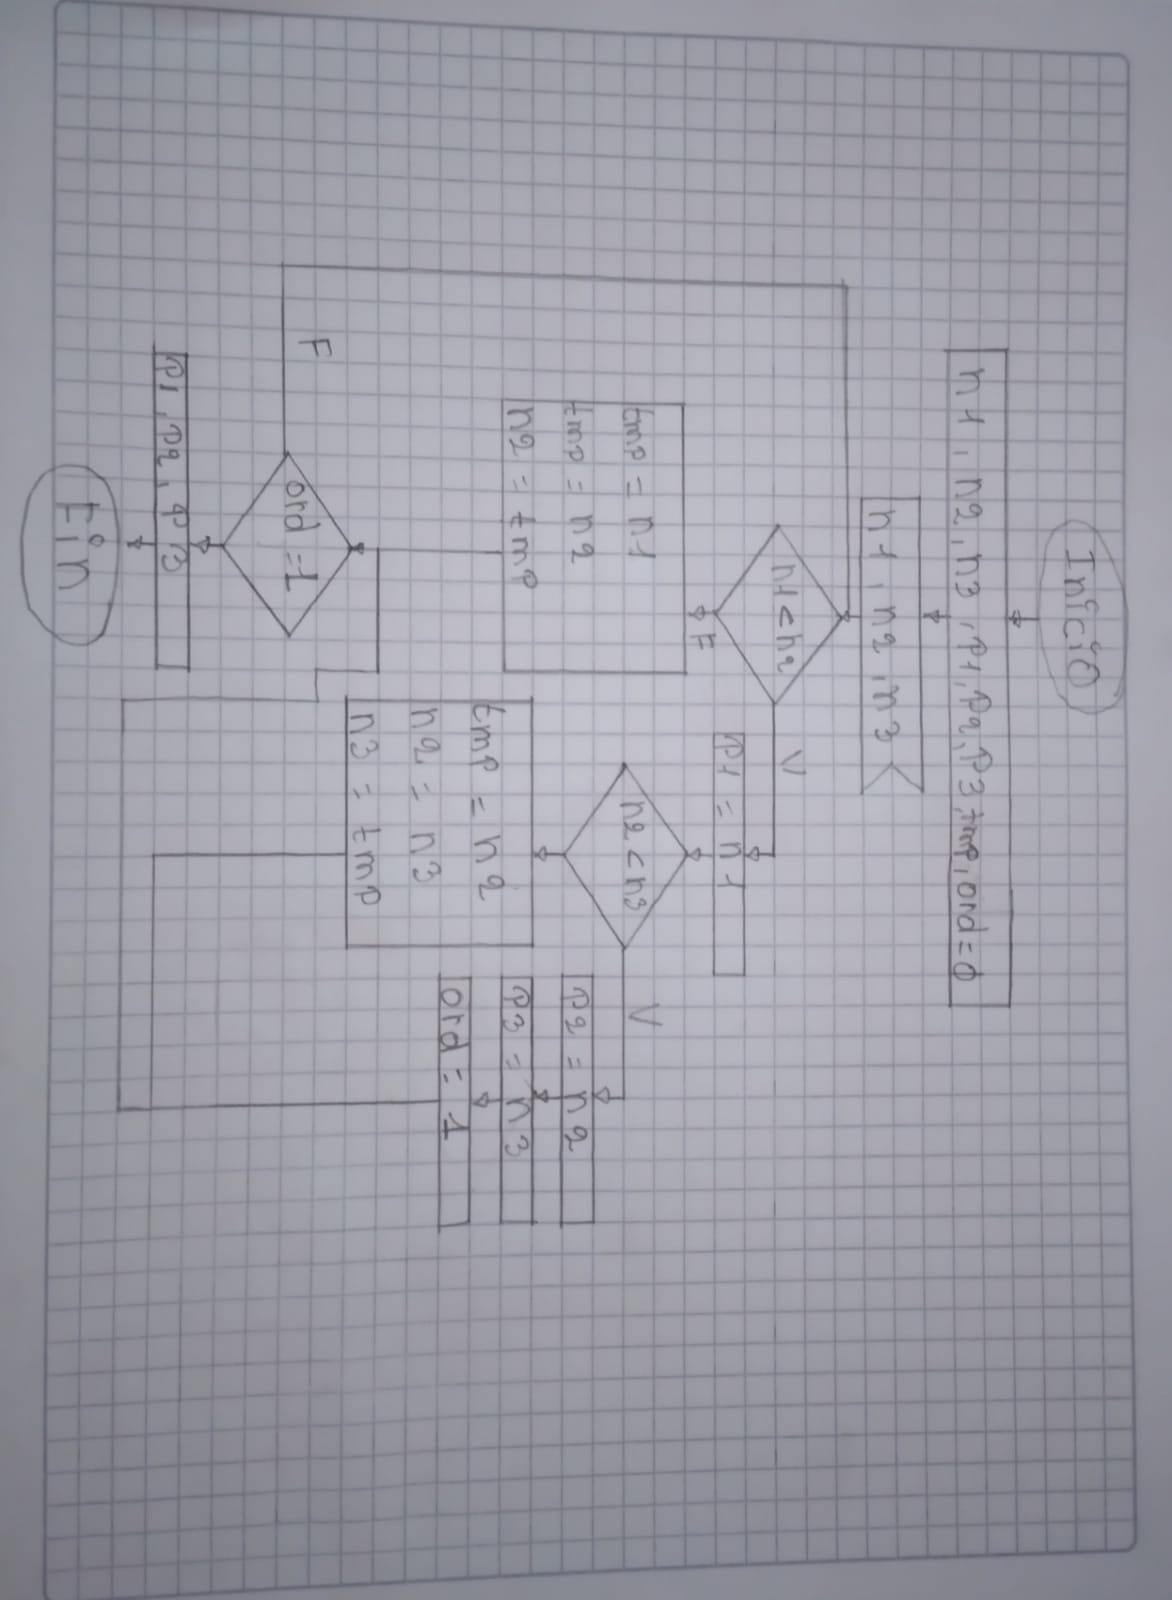 Inicio
n1, n2, n3, p1, p2, p3, tmp, ord=0
n1, n2, n3
n1<n2
V
F
p1 = n1
tmp = n1
tmp = n2
n2 = tmp
n2<n3
V
p2 = n2
p3 = n3
ord = 1
tmp = n2
n2 = n3
n3 = tmp
ord =1
F
p1, p2, p3
Fin